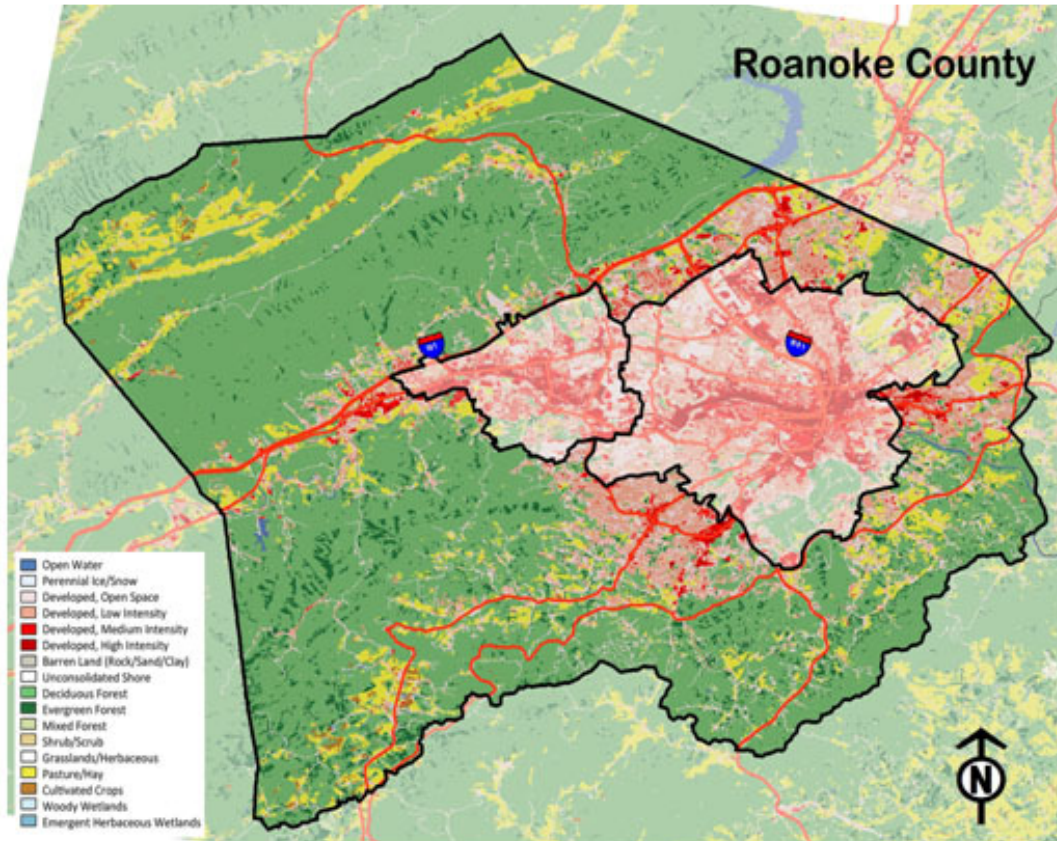 Roanoke County
Open Water
Perennial Ice/Snow
Developed, Open Space
Developed, Low Intensity
Developed, Medium Intensity
Developed, High Intensity
Barren Land (Rock/Sand/Clay)
Unconsolidated Shore
Deciduous Forest
Evergreen Forest
Mixed Forest
Shrub/Scrub
Grasslands/Herbaceous
Pasture/Hay
Cultivated Crops
Woody Wetlands
Emergent Herbaceous Wetlands
N